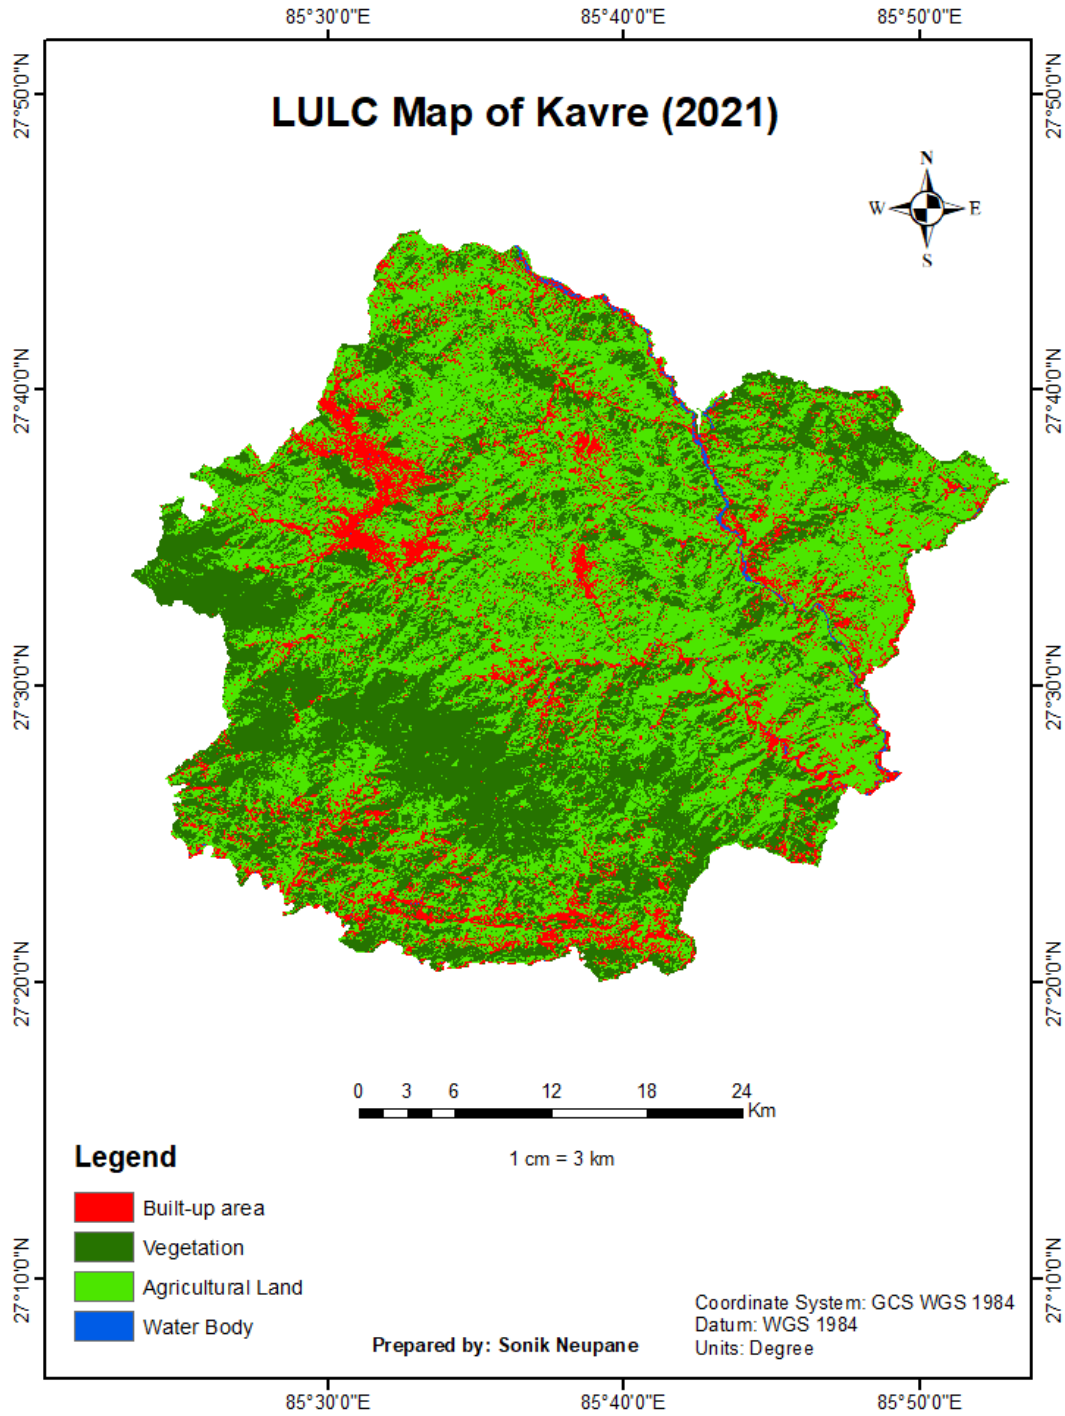 85°30'0"E 85°40'0"E 85°50'0"E
LULC Map of Kavre (2021)
N
W E
S
27°50'0"N 27°50'0"N
27°40'0"N 27°40'0"N
27°30'0"N 27°30'0"N
27°20'0"N 27°20'0"N
27°10'0"N 27°10'0"N
0 3 6 12 18 24
Km
1 cm = 3 km
Legend
Built-up area
Vegetation
Agricultural Land
Water Body
Prepared by: Sonik Neupane
Coordinate System: GCS WGS 1984
Datum: WGS 1984
Units: Degree
85°30'0"E 85°40'0"E 85°50'0"E